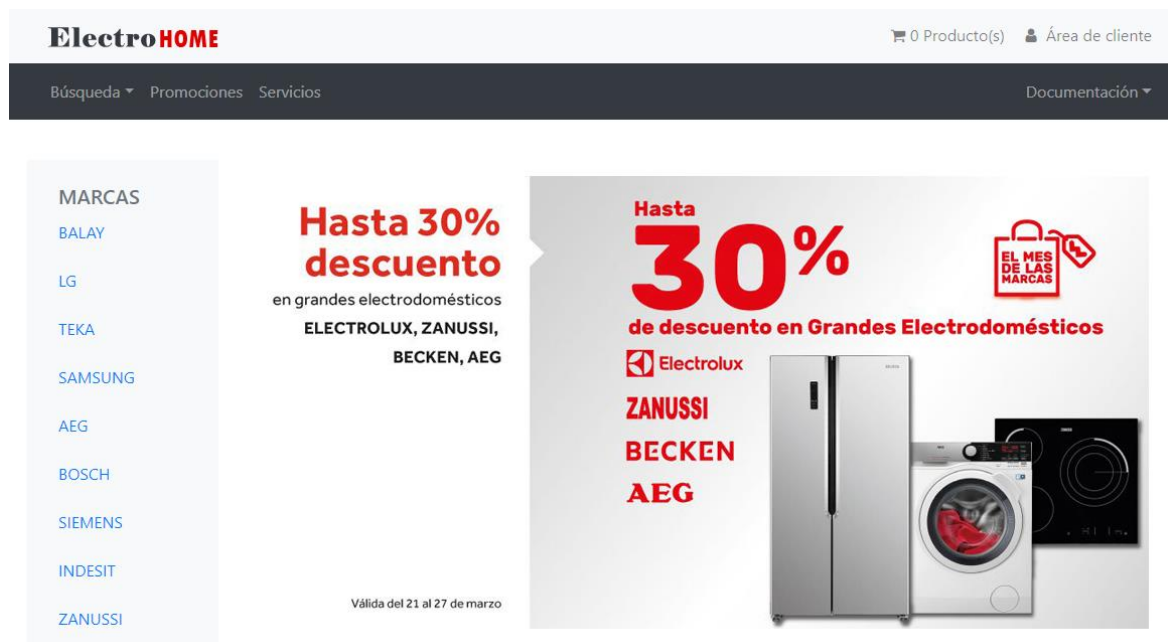 ElectroHOME
0 Producto(s) Área de cliente
Búsqueda Promociones Servicios Documentación
MARCAS
BALAY
LG
TEKA
SAMSUNG
AEG
BOSCH
SIEMENS
INDESIT
ZANUSSI
Hasta 30%
descuento
en grandes electrodomésticos
ELECTROLUX, ZANUSSI,
BECKEN, AEG
Válida del 21 al 27 de marzo
Hasta
30%
de descuento en Grandes Electrodomésticos
EL MES
DE LAS
MARCAS
Electrolux
ZANUSSI
BECKEN
AEG